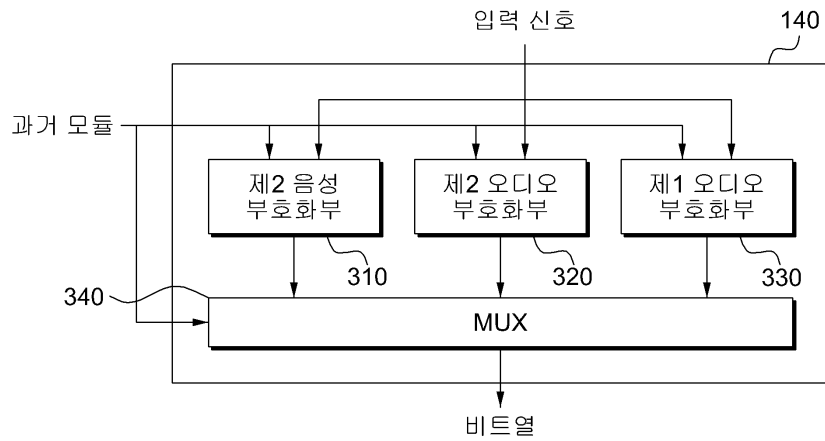 입력 신호
140
과거 모듈
제2 음성
부호화부
제2 오디오
부호화부
제1 오디오
부호화부
310
320
330
340
MUX
비트열